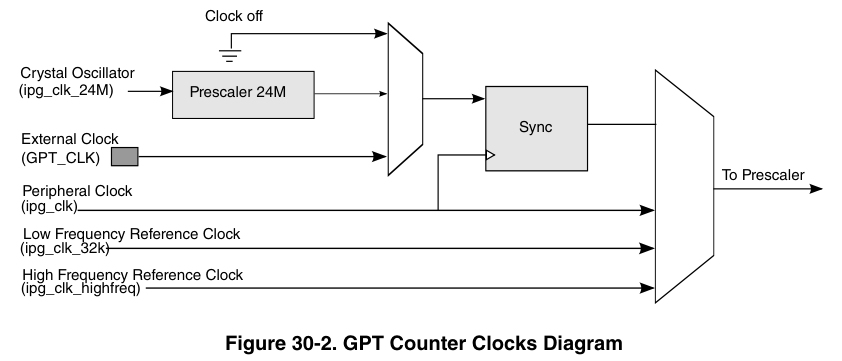 Clock off
Crystal Oscillator
(ipg_clk_24M)
Prescaler 24M
External Clock
(GPT_CLK)
Sync
Peripheral Clock
(ipg_clk)
To Prescaler
Low Frequency Reference Clock
(ipg_clk_32k)
High Frequency Reference Clock
(ipg_clk_highfreq)
Figure 30-2. GPT Counter Clocks Diagram